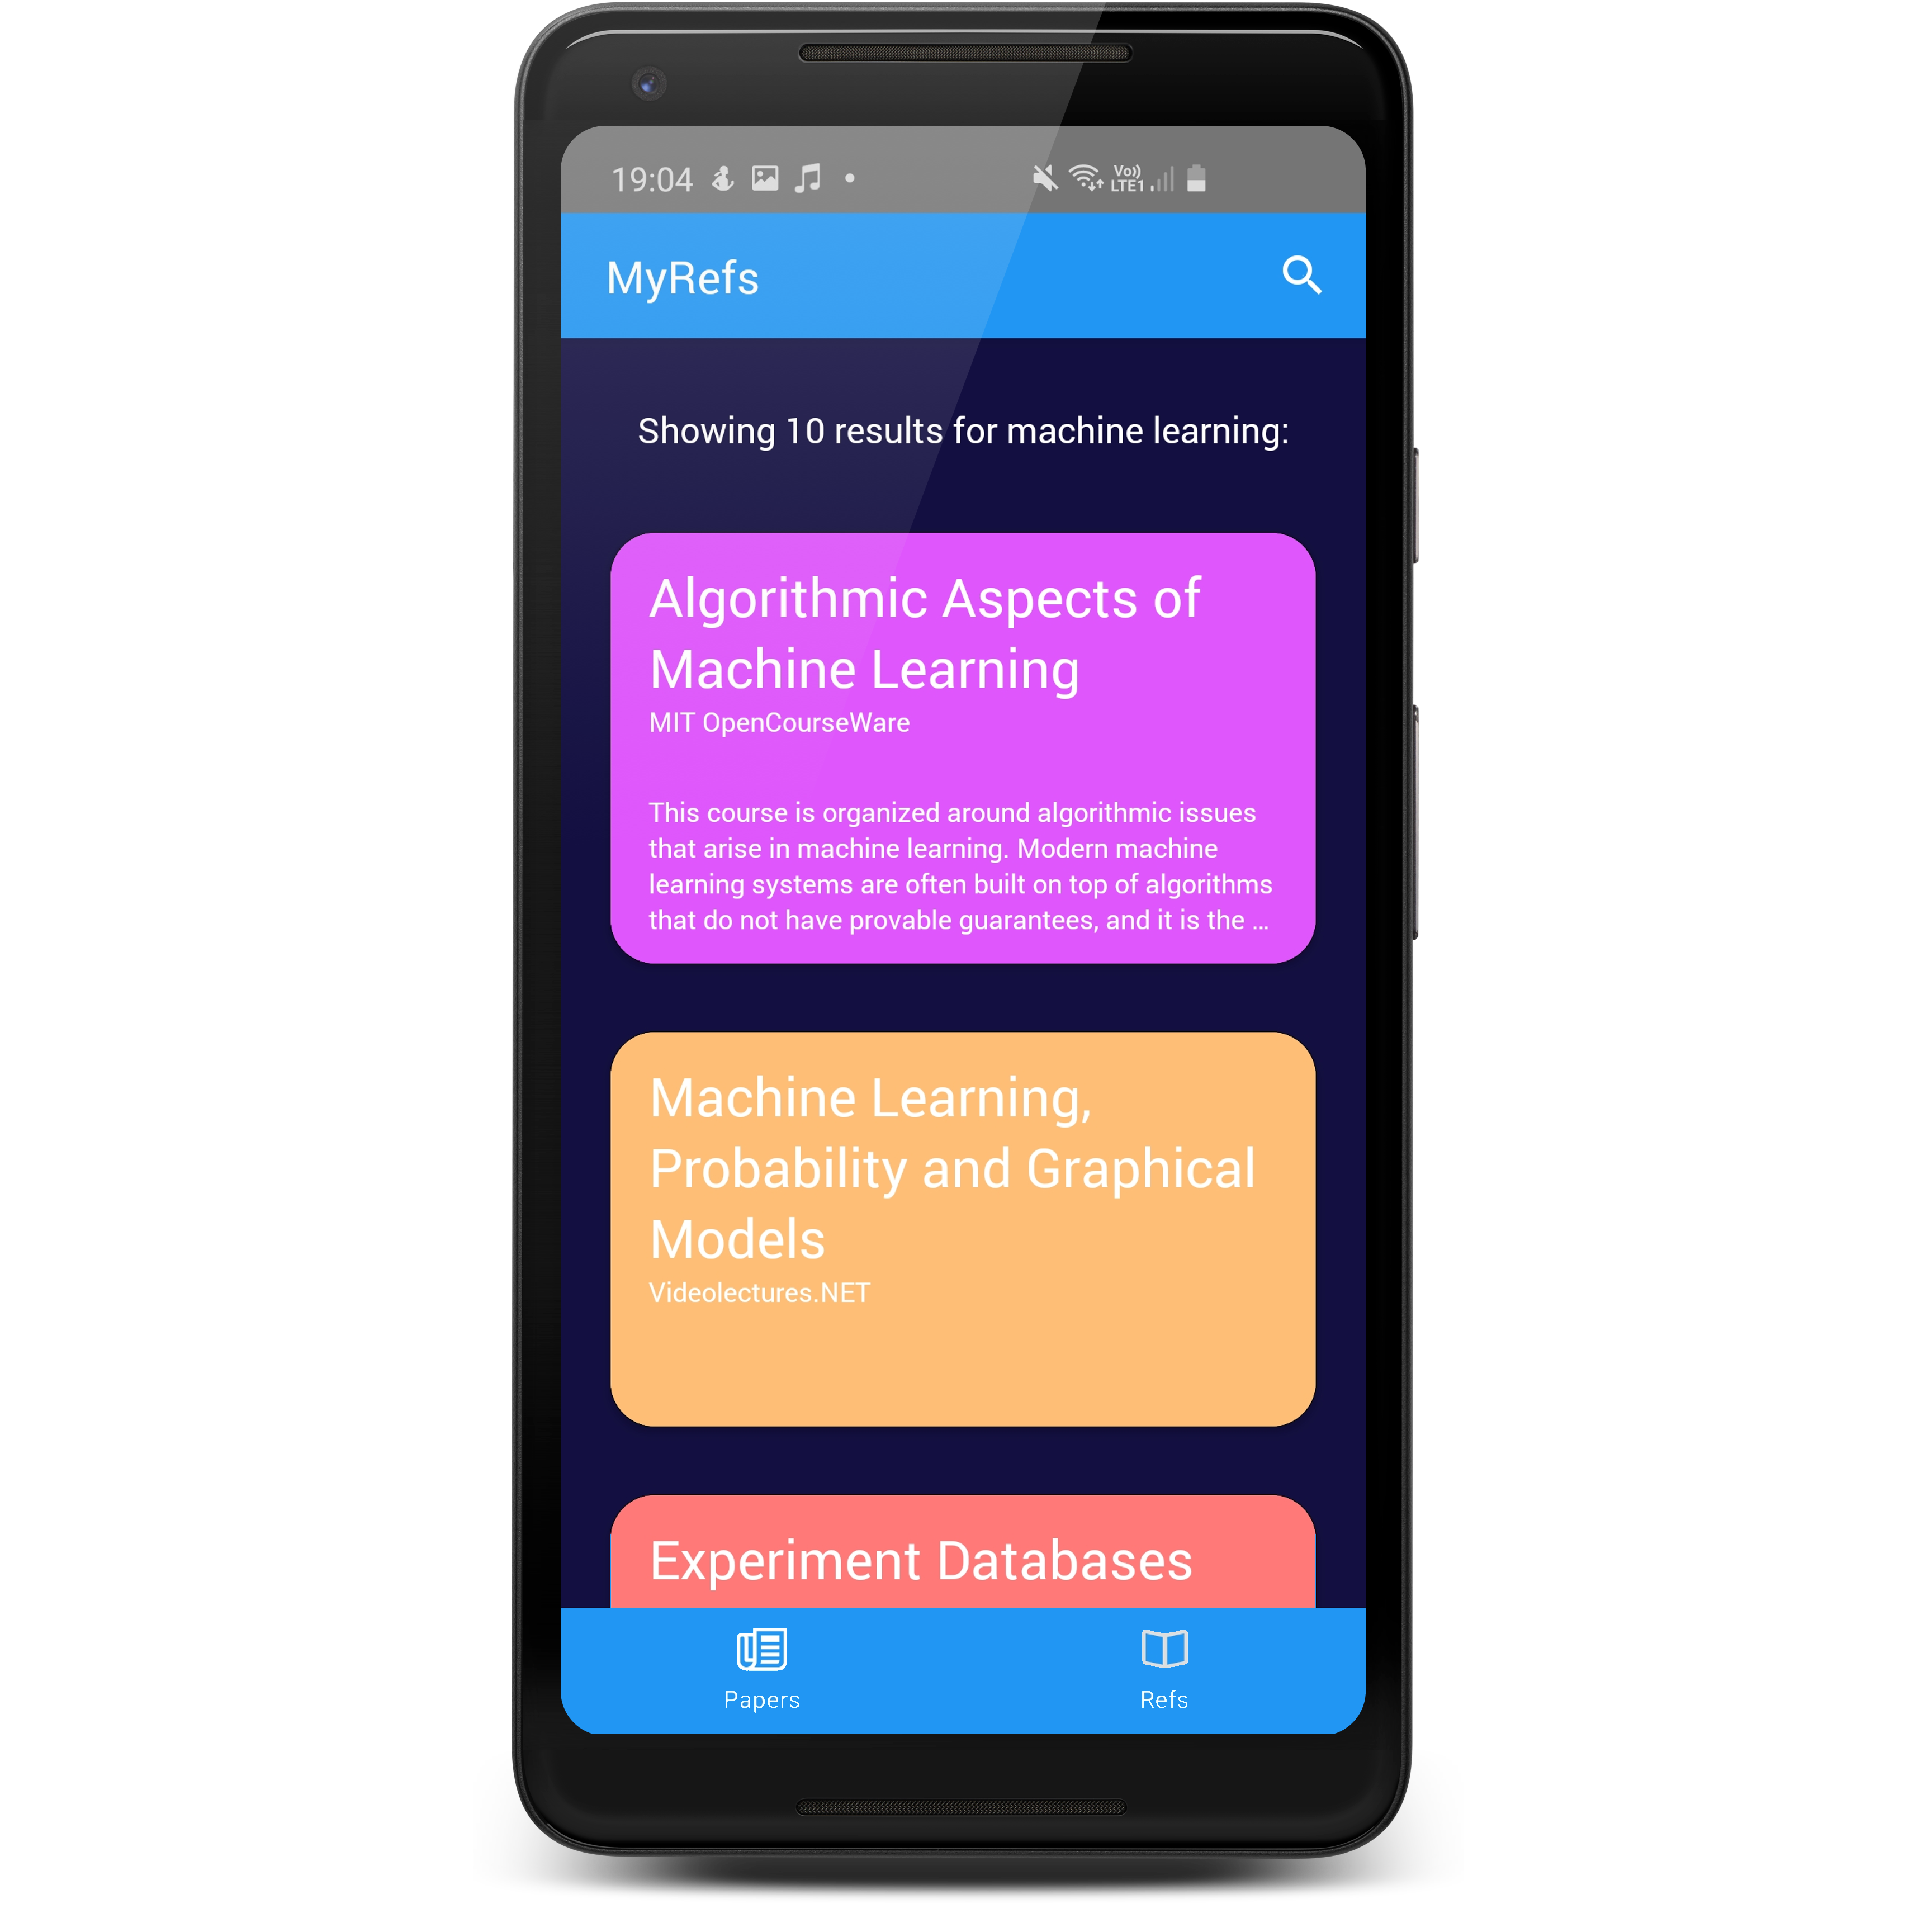 19:04
Vo))
LTE1
MyRefs
Showing 10 results for machine learning:
Algorithmic Aspects of
Machine Learning
MIT OpenCourseWare
This course is organized around algorithmic issues
that arise in machine learning. Modern machine
learning systems are often built on top of algorithms
that do not have provable guarantees, and it is the ...
Machine Learning,
Probability and Graphical
Models
Videolectures.NET
Experiment Databases
Papers
Refs